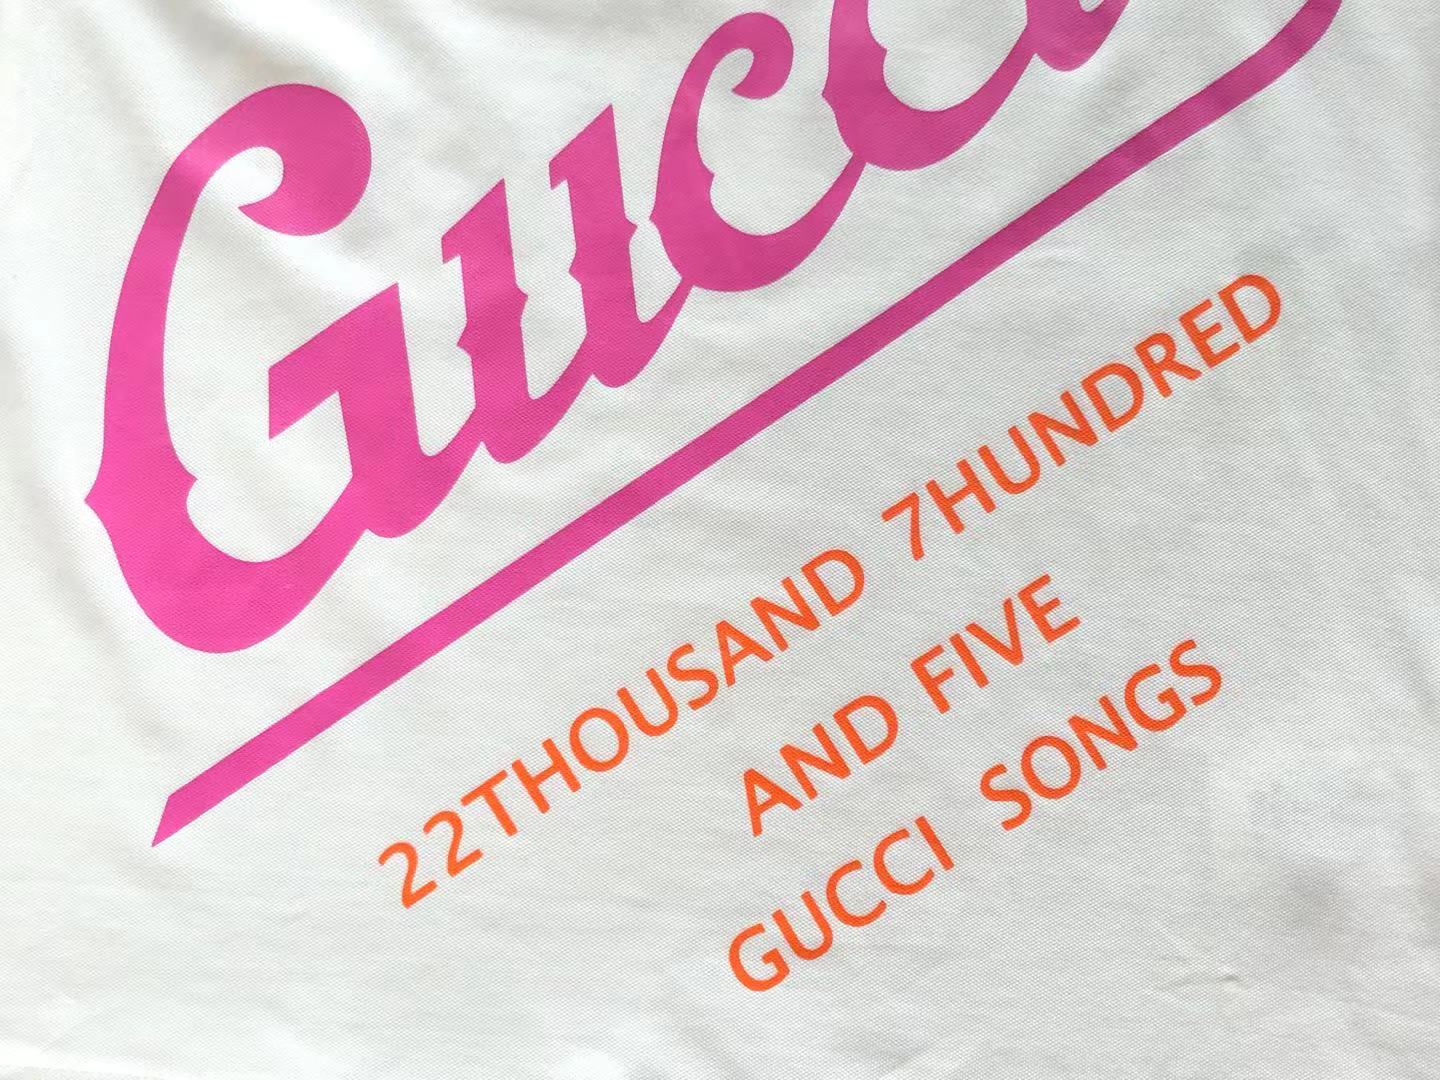 Gucci
22THOUSAND 7HUNDRED
AND FIVE
GUCCI SONGS